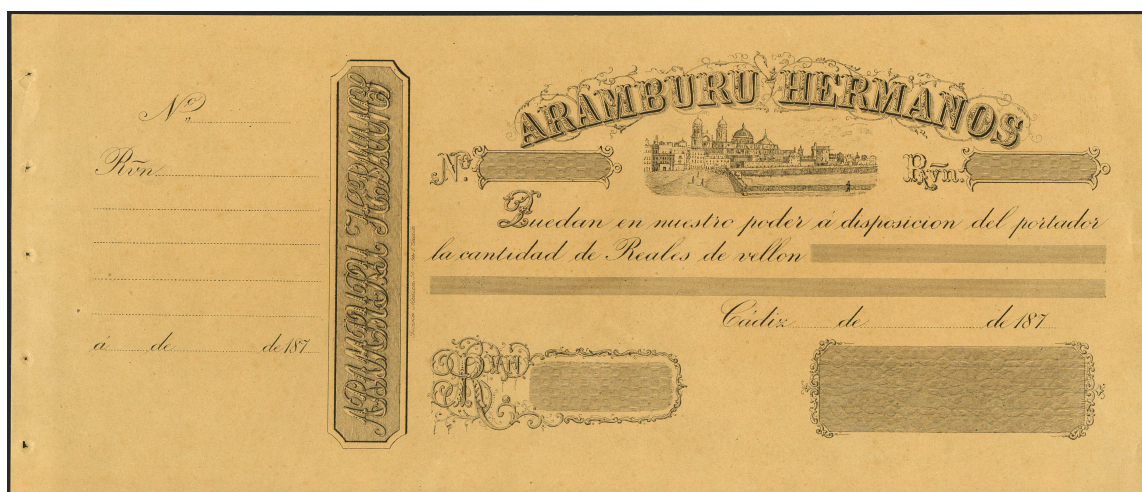 Nº
Rvn
á de de 187
ARAMBURU HERMANOS
ARAMBURU HERMANOS
Nº. Rvn.
Quedan en nuestro poder á disposicion del portador
la cantidad de Reales de vellon
Cádiz de de 187